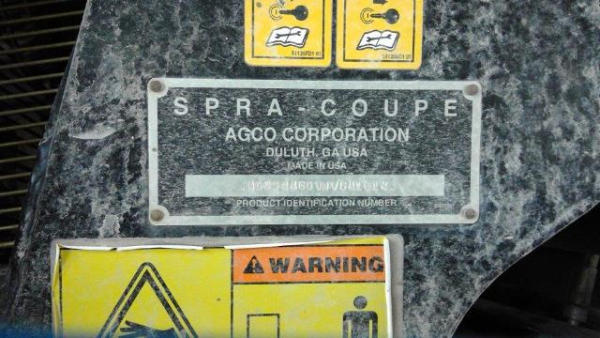 SPRA-COUPE
AGCO CORPORATION
DULUTH, GA USA
MADE IN USA
PRODUCT IDENTIFICATION NUMBER
WARNING